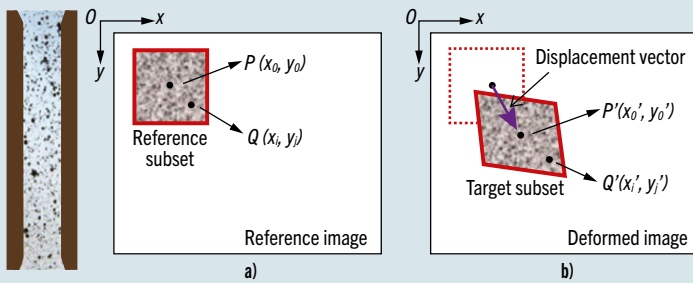 O
x
y
P (x₀, y₀)
Q (xᵢ, yⱼ)
Reference
subset
Reference image
a)
O
x
y
Displacement
vector
P’(x₀’, y₀’)
Q’(xᵢ’, yⱼ’)
Target subset
Deformed image
b)